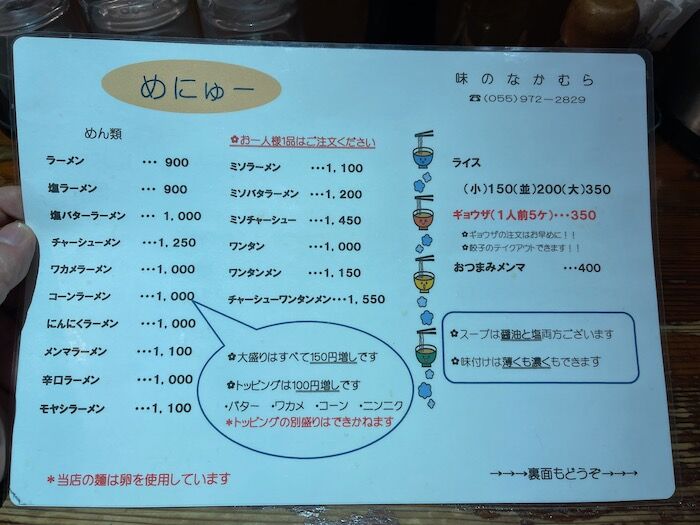 めにゅー
味のなかむら
☎(055)972-2829
めん類
ラーメン ・・・ 900
塩ラーメン ・・・ 900
塩バターラーメン ・・・ 1,000
チャーシューメン ・・・1,250
ワカメラーメン ・・・1,000
コーンラーメン ・・・1,000
にんにくラーメン ・・・1,000
メンマラーメン ・・・1,100
辛口ラーメン ・・・1,000
モヤシラーメン ・・・1,100
✿お一人様1品はご注文ください
ミソラーメン ・・・1,100
ミソバタラーメン ・・・1,200
ミソチャーシュー ・・・1,450
ワンタン ・・・1,000
ワンタンメン ・・・1,150
チャーシューワンタンメン・・・1,550
✿大盛りはすべて150円増しです
✿トッピングは100円増しです
・バター ・ワカメ ・コーン ・ニンニク
＊トッピングの別盛りはできかねます
ライス
(小)150(並)200(大)350
ギョウザ(1人前5ケ)・・・350
✿ギョウザの注文はお早めに！！
✿餃子のテイクアウトできます！！
おつまみメンマ ・・・400
✿スープは醤油と塩両方ございます
✿味付けは薄くも濃くもできます
＊当店の麺は卵を使用しています
→→→裏面もどうぞ→→→